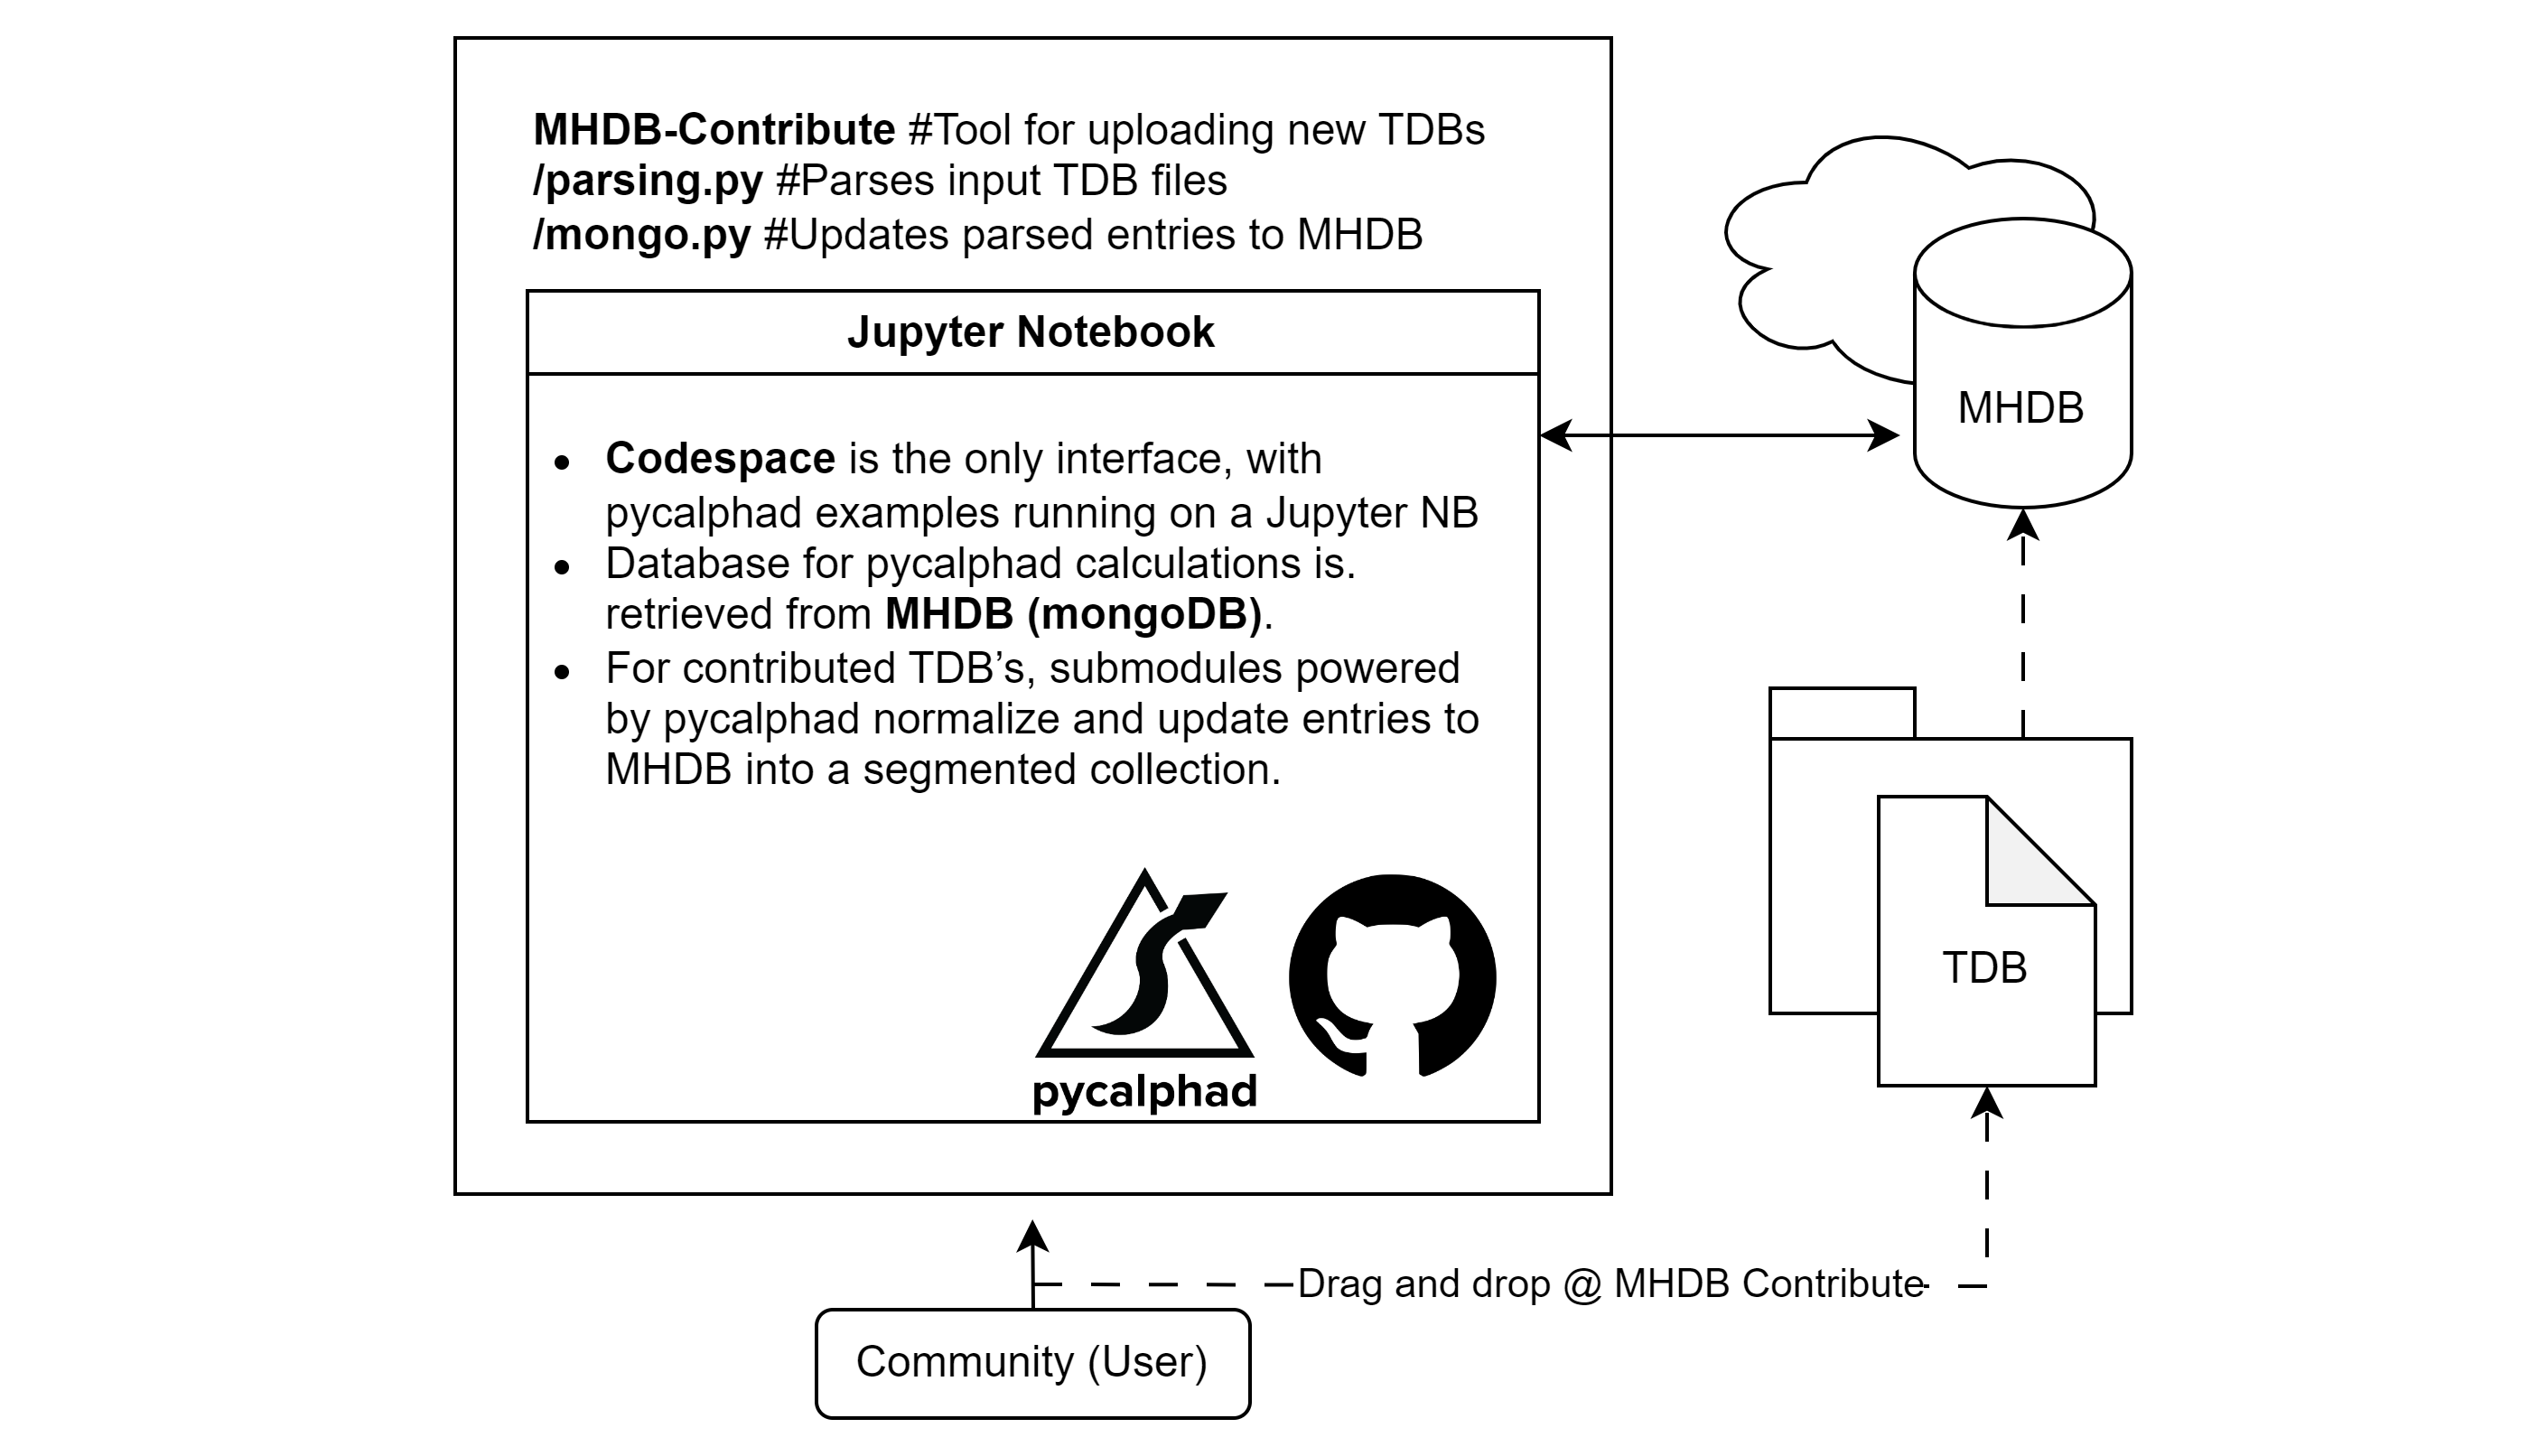 MHDB-Contribute #Tool for uploading new TDBs
/parsing.py #Parses input TDB files
/mongo.py #Updates parsed entries to MHDB
Jupyter Notebook
• Codespace is the only interface, with
pycalphad examples running on a Jupyter NB
• Database for pycalphad calculations is.
retrieved from MHDB (mongoDB).
• For contributed TDB’s, submodules powered
by pycalphad normalize and update entries to
MHDB into a segmented collection.
pycalphad
MHDB
TDB
Drag and drop @ MHDB Contribute
Community (User)